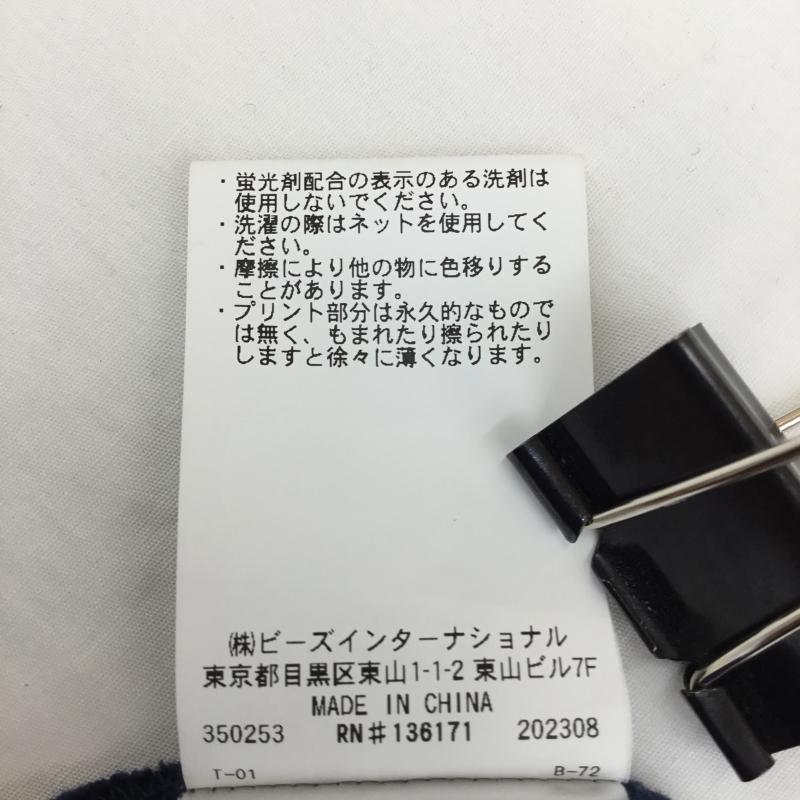 ・蛍光剤配合の表示のある洗剤は
使用しないでください。
・洗濯の際はネットを使用してく
ださい。
・摩擦により他の物に色移りする
ことがあります。
・プリント部分は永久的なもので
は無く、もまれたり擦られたり
しますと徐々に薄くなります。
㈱ビーズインターナショナル
東京都目黒区東山1-1-2 東山ビル7F
MADE IN CHINA
350253 RN#136171 202308
T-01 B-72